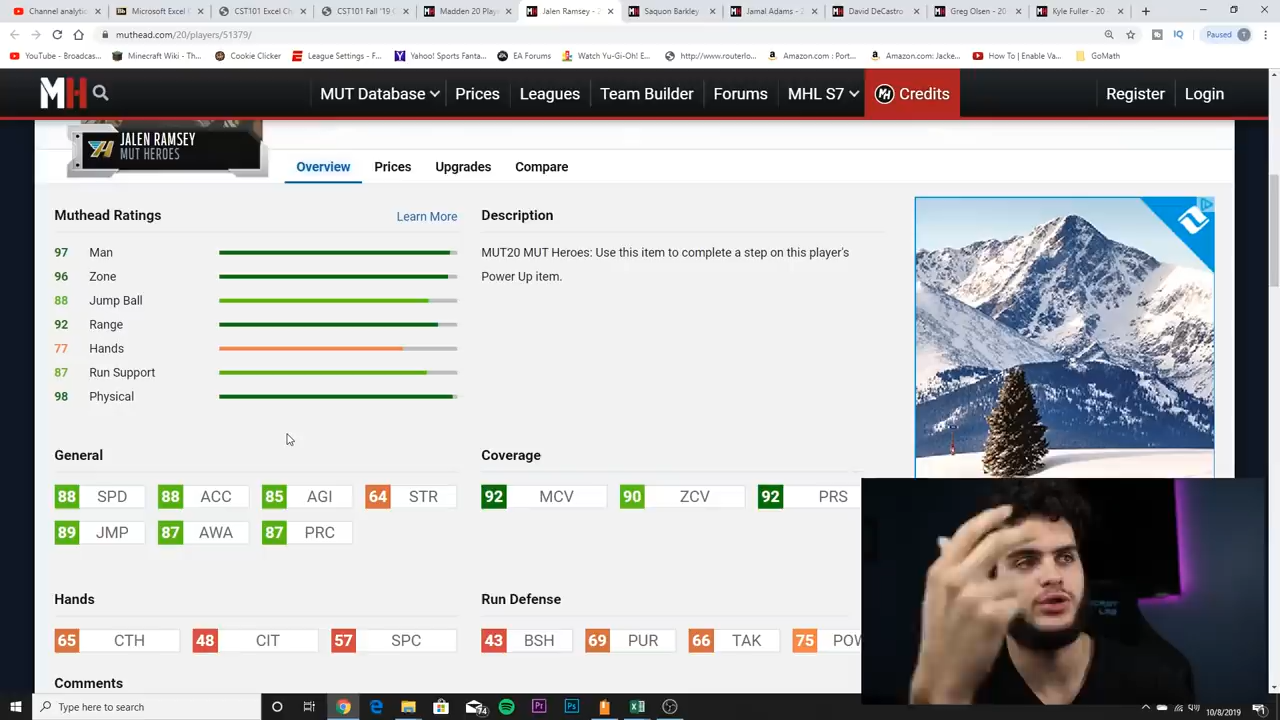 Channel analytic
Microsoft Excel
CST101 Excel C
CST101 Fall '19
Madden 20 Playe
Jalen Ramsey - 2
Saquon Barkley
Jamal Adams - 2
David DeCastro
Greg Olsen - 20
Kyle Fuller - 20
muthead.com/20/players/51379/
Paused T
YouTube - Broadcas...
Minecraft Wiki - Th...
Cookie Clicker
League Settings - F...
Yahoo! Sports Fanta...
EA Forums
Watch Yu-Gi-Oh! E...
http://www.routerlo...
Amazon.com : Port...
Amazon.com: Jacke...
How To | Enable Va...
GoMath
MH MUT Database Prices Leagues Team Builder Forums MHL S7 MH Credits Register Login
JALEN RAMSEY
MUT HEROES
Overview Prices Upgrades Compare
Muthead Ratings Learn More
97 Man
96 Zone
88 Jump Ball
92 Range
77 Hands
87 Run Support
98 Physical
Description
MUT20 MUT Heroes: Use this item to complete a step on this player's
Power Up item.
General
88 SPD 88 ACC 85 AGI 64 STR
89 JMP 87 AWA 87 PRC
Coverage
92 MCV 90 ZCV 92 PRS
Hands
65 CTH 48 CIT 57 SPC
Run Defense
43 BSH 69 PUR 66 TAK 75 POW
Comments
Type here to search
10/8/2019